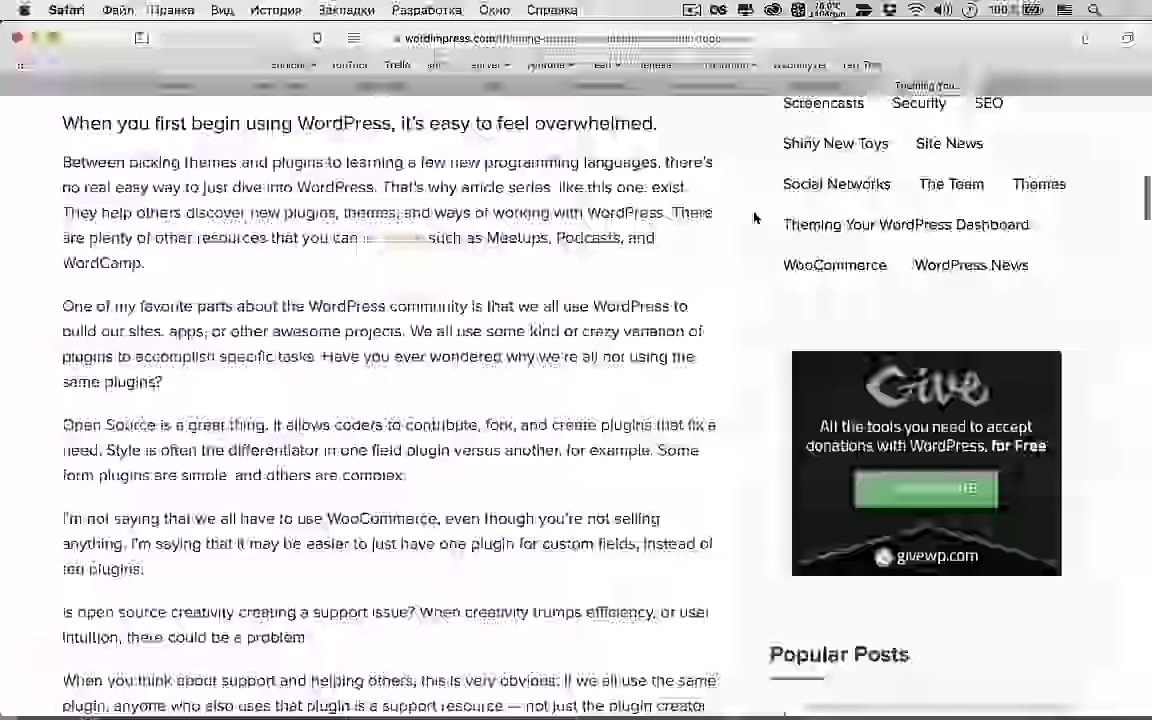 Safari Файл Правка Вид История Закладки Разработка Окно Справка
100%
Trello
When you first begin using WordPress, it's easy to feel overwhelmed.
Between picking themes and plugins to learning a few new programming languages, there's
no real easy way to just dive into WordPress. That's why article series, like this one, exist.
They help others discover new plugins, themes, and ways of working with WordPress. There
are plenty of other resources that you can such as Meetups, Podcasts, and
WordCamp.
One of my favorite parts about the WordPress community is that we all use WordPress to
build our sites, apps, or other awesome projects. We all use some kind or crazy variation of
plugins to accomplish specific tasks. Have you ever wondered why we're all not using the
same plugins?
Open Source is a great thing. It allows coders to contribute, fork, and create plugins that fix a
need. Style is often the differentiator in one field plugin versus another, for example. Some
form plugins are simple, and others are complex.
I'm not saying that we all have to use WooCommerce, even though you're not selling
anything. I'm saying that it may be easier to just have one plugin for custom fields, instead of
ten plugins.
Is open source creativity creating a support issue? When creativity trumps efficiency, or user
intuition, there could be a problem
When you think about support and helping others, this is very obvious. If we all use the same
plugin, anyone who also uses that plugin is a support resource — not just the plugin creator
Screencasts Security SEO
Shiny New Toys Site News
Social Networks The Team Themes
Theming Your WordPress Dashboard
WooCommerce WordPress News
Give
All the tools you need to accept
donations with WordPress, for Free
givewp.com
Popular Posts